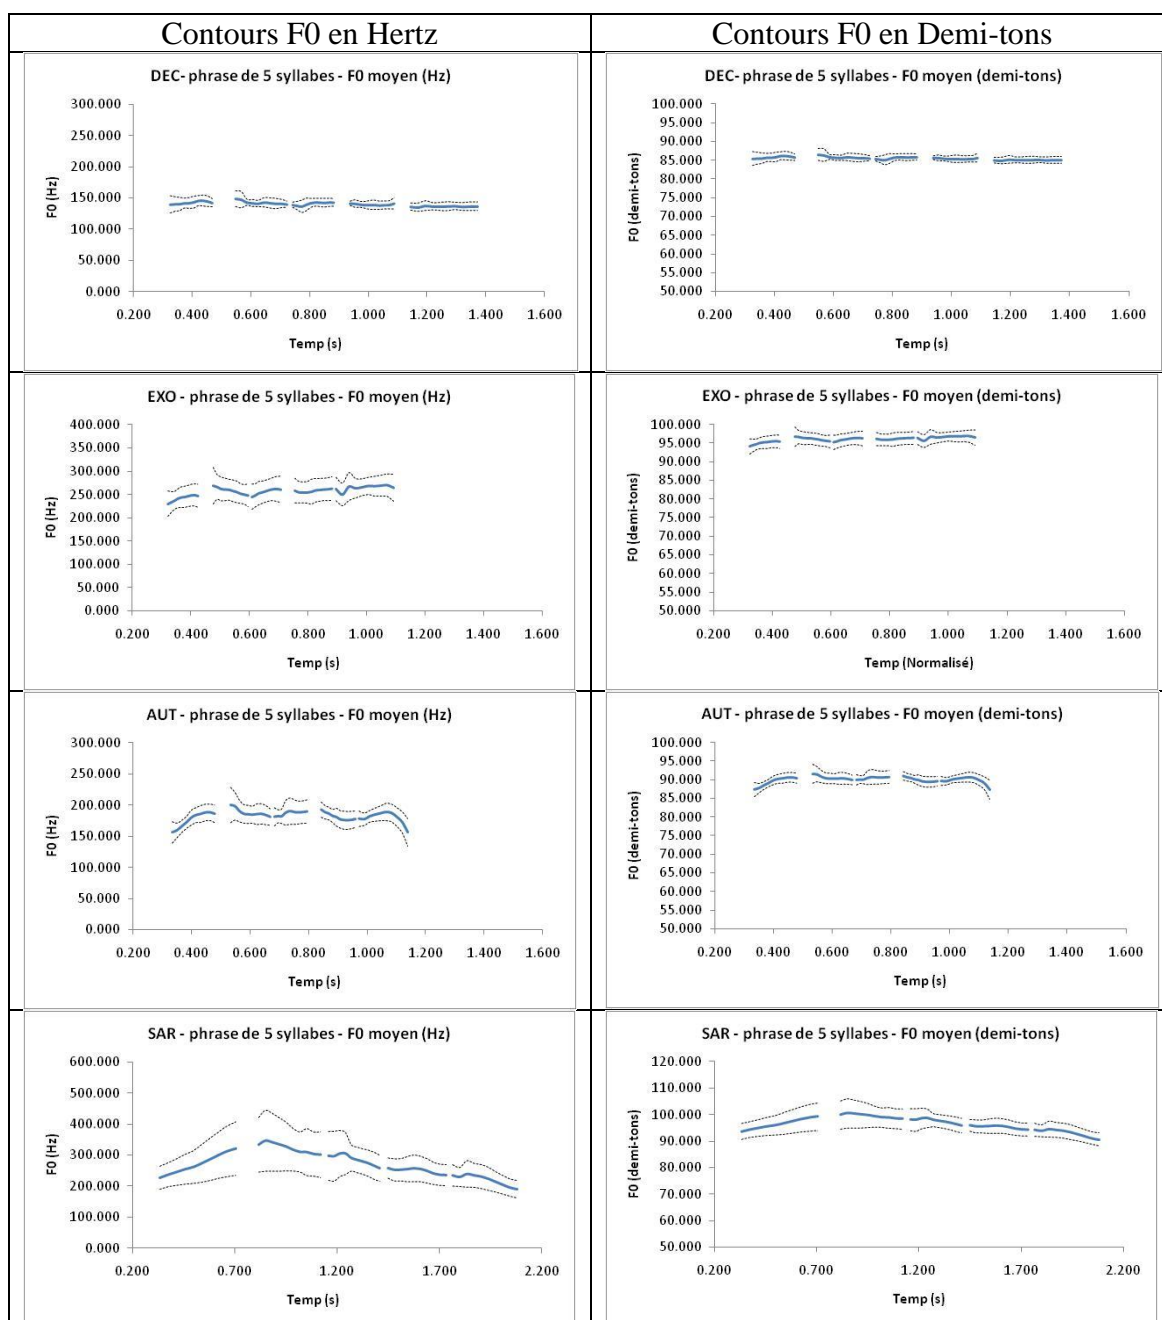 Contours F0 en Hertz
Contours F0 en Demi-tons
DEC- phrase de 5 syllabes - F0 moyen (Hz)
300.000
250.000
200.000
150.000
100.000
50.000
0.000
F0 (Hz)
0.200 0.400 0.600 0.800 1.000 1.200 1.400 1.600
Temp (s)
DEC- phrase de 5 syllabes - F0 moyen (demi-tons)
100.000
95.000
90.000
85.000
80.000
75.000
70.000
65.000
60.000
55.000
50.000
F0 (demi-tons)
0.200 0.400 0.600 0.800 1.000 1.200 1.400 1.600
Temp (s)
EXO - phrase de 5 syllabes - F0 moyen (Hz)
400.000
350.000
300.000
250.000
200.000
150.000
100.000
50.000
0.000
F0 (Hz)
0.200 0.400 0.600 0.800 1.000 1.200 1.400 1.600
Temp (s)
EXO - phrase de 5 syllabes - F0 moyen (demi-tons)
100.000
95.000
90.000
85.000
80.000
75.000
70.000
65.000
60.000
55.000
50.000
F0 (demi-tons)
0.200 0.400 0.600 0.800 1.000 1.200 1.400 1.600
Temp (Normalisé)
AUT - phrase de 5 syllabes - F0 moyen (Hz)
300.000
250.000
200.000
150.000
100.000
50.000
0.000
F0 (Hz)
0.200 0.400 0.600 0.800 1.000 1.200 1.400 1.600
Temp (s)
AUT - phrase de 5 syllabes - F0 moyen (demi-tons)
100.000
95.000
90.000
85.000
80.000
75.000
70.000
65.000
60.000
55.000
50.000
F0 (demi-tons)
0.200 0.400 0.600 0.800 1.000 1.200 1.400 1.600
Temp (s)
SAR - phrase de 5 syllabes - F0 moyen (Hz)
600.000
500.000
400.000
300.000
200.000
100.000
0.000
F0 (Hz)
0.200 0.700 1.200 1.700 2.200
Temp (s)
SAR - phrase de 5 syllabes - F0 moyen (demi-tons)
120.000
110.000
100.000
90.000
80.000
70.000
60.000
50.000
F0 (demi-tons)
0.200 0.700 1.200 1.700 2.200
Temp (s)